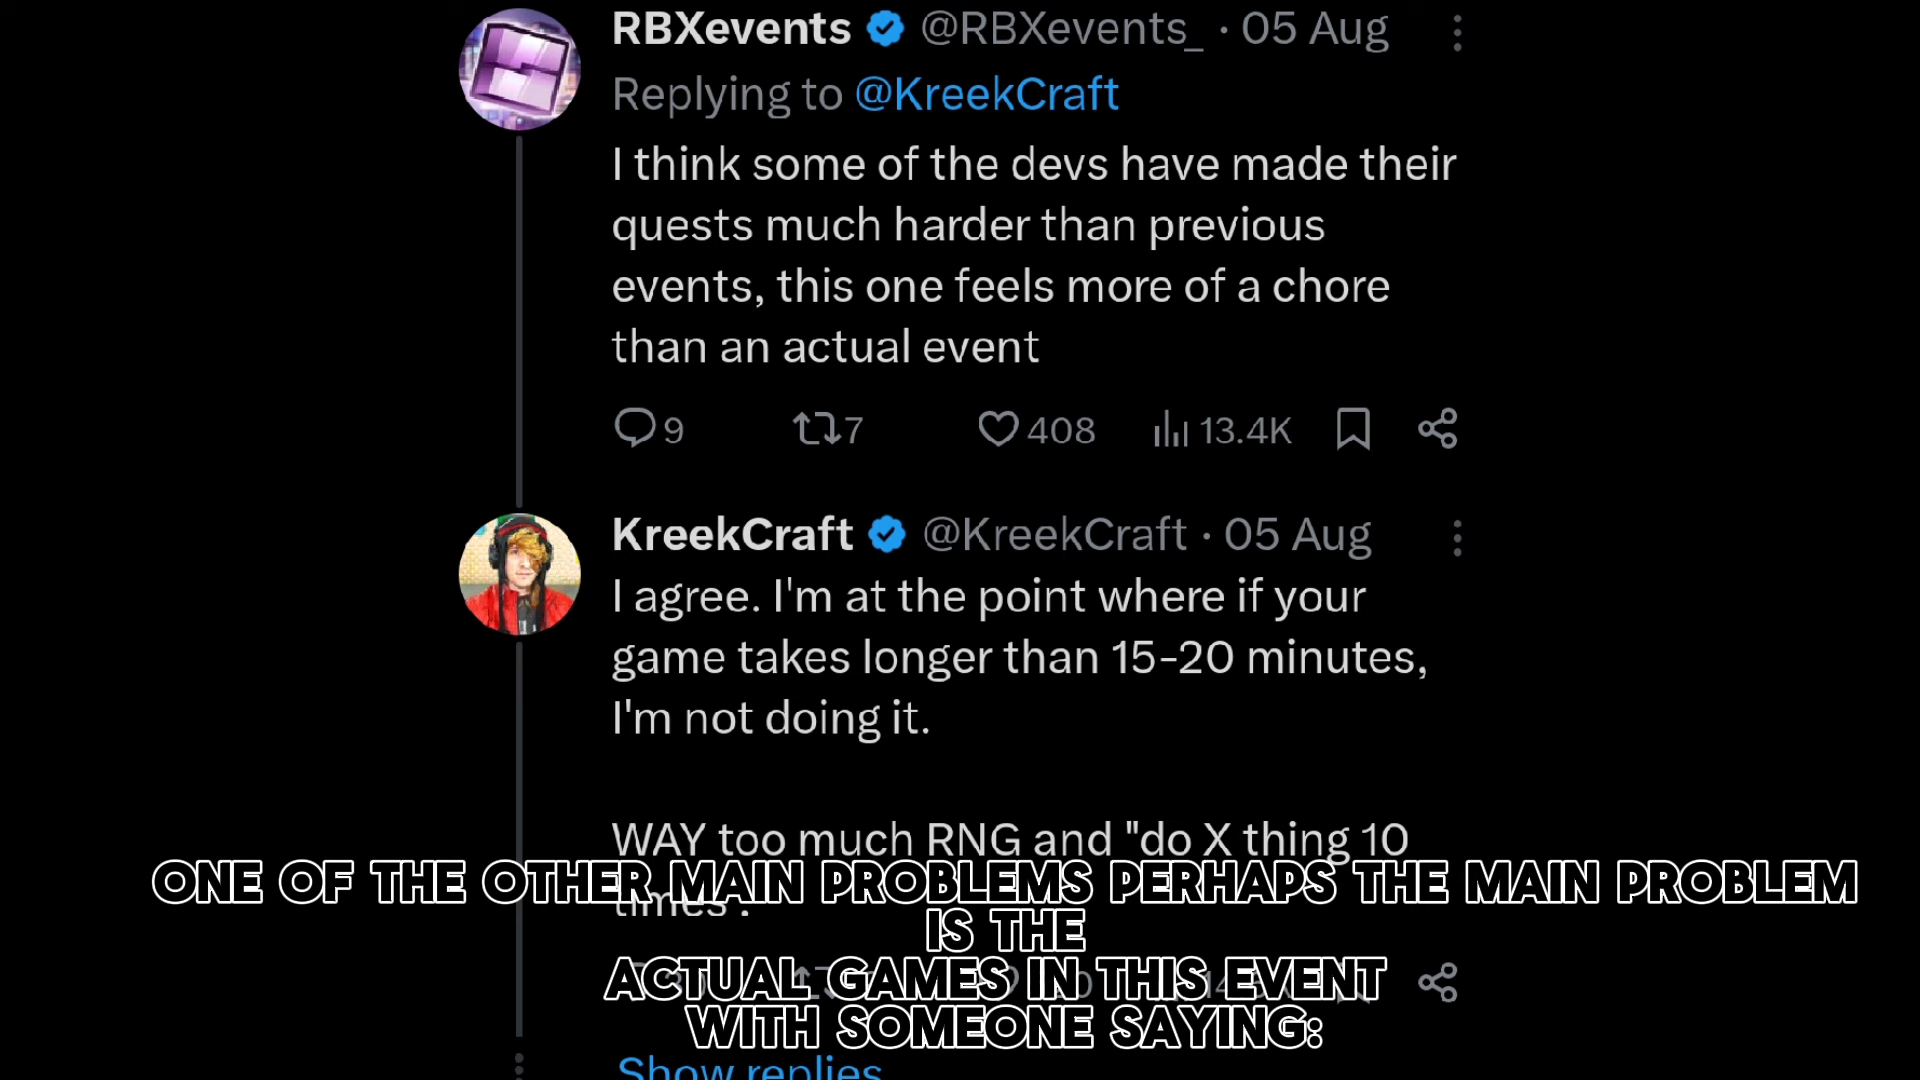 RBXevents @RBXevents_ · 05 Aug
Replying to @KreekCraft
I think some of the devs have made their
quests much harder than previous
events, this one feels more of a chore
than an actual event
9 7 408 13.4K
KreekCraft @KreekCraft · 05 Aug
I agree. I'm at the point where if your
game takes longer than 15-20 minutes,
I'm not doing it.
WAY too much RNG and "do X thing 10
times".
ONE OF THE OTHER MAIN PROBLEMS PERHAPS THE MAIN PROBLEM
IS THE
ACTUAL GAMES IN THIS EVENT
WITH SOMEONE SAYING:
Show replies